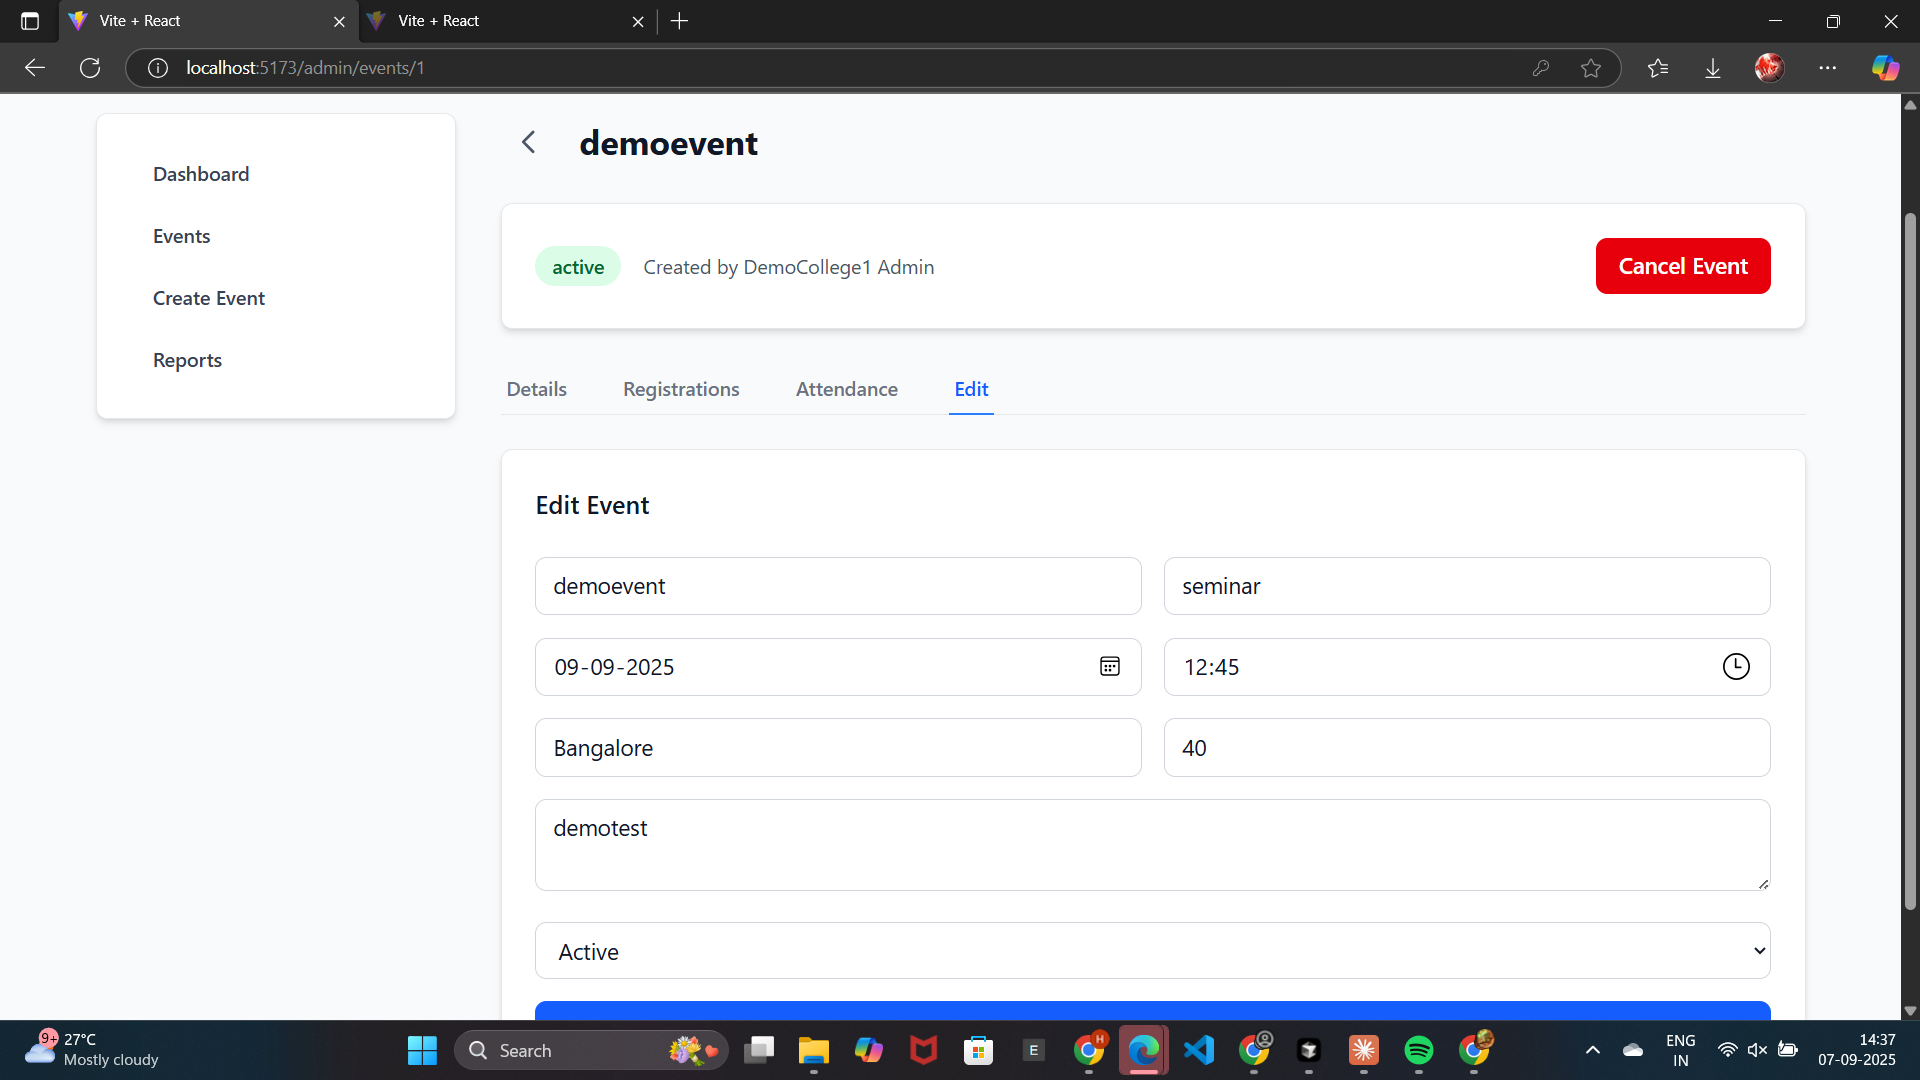 Vite + React
Vite + React
localhost:5173/admin/events/1
Dashboard
Events
Create Event
Reports
demoevent
active
Created by DemoCollege1 Admin
Cancel Event
Details
Registrations
Attendance
Edit
Edit Event
demoevent
seminar
09-09-2025
12:45
Bangalore
40
demotest
Active
9+
27°C
Mostly cloudy
Search
E
H
ENG
IN
14:37
07-09-2025